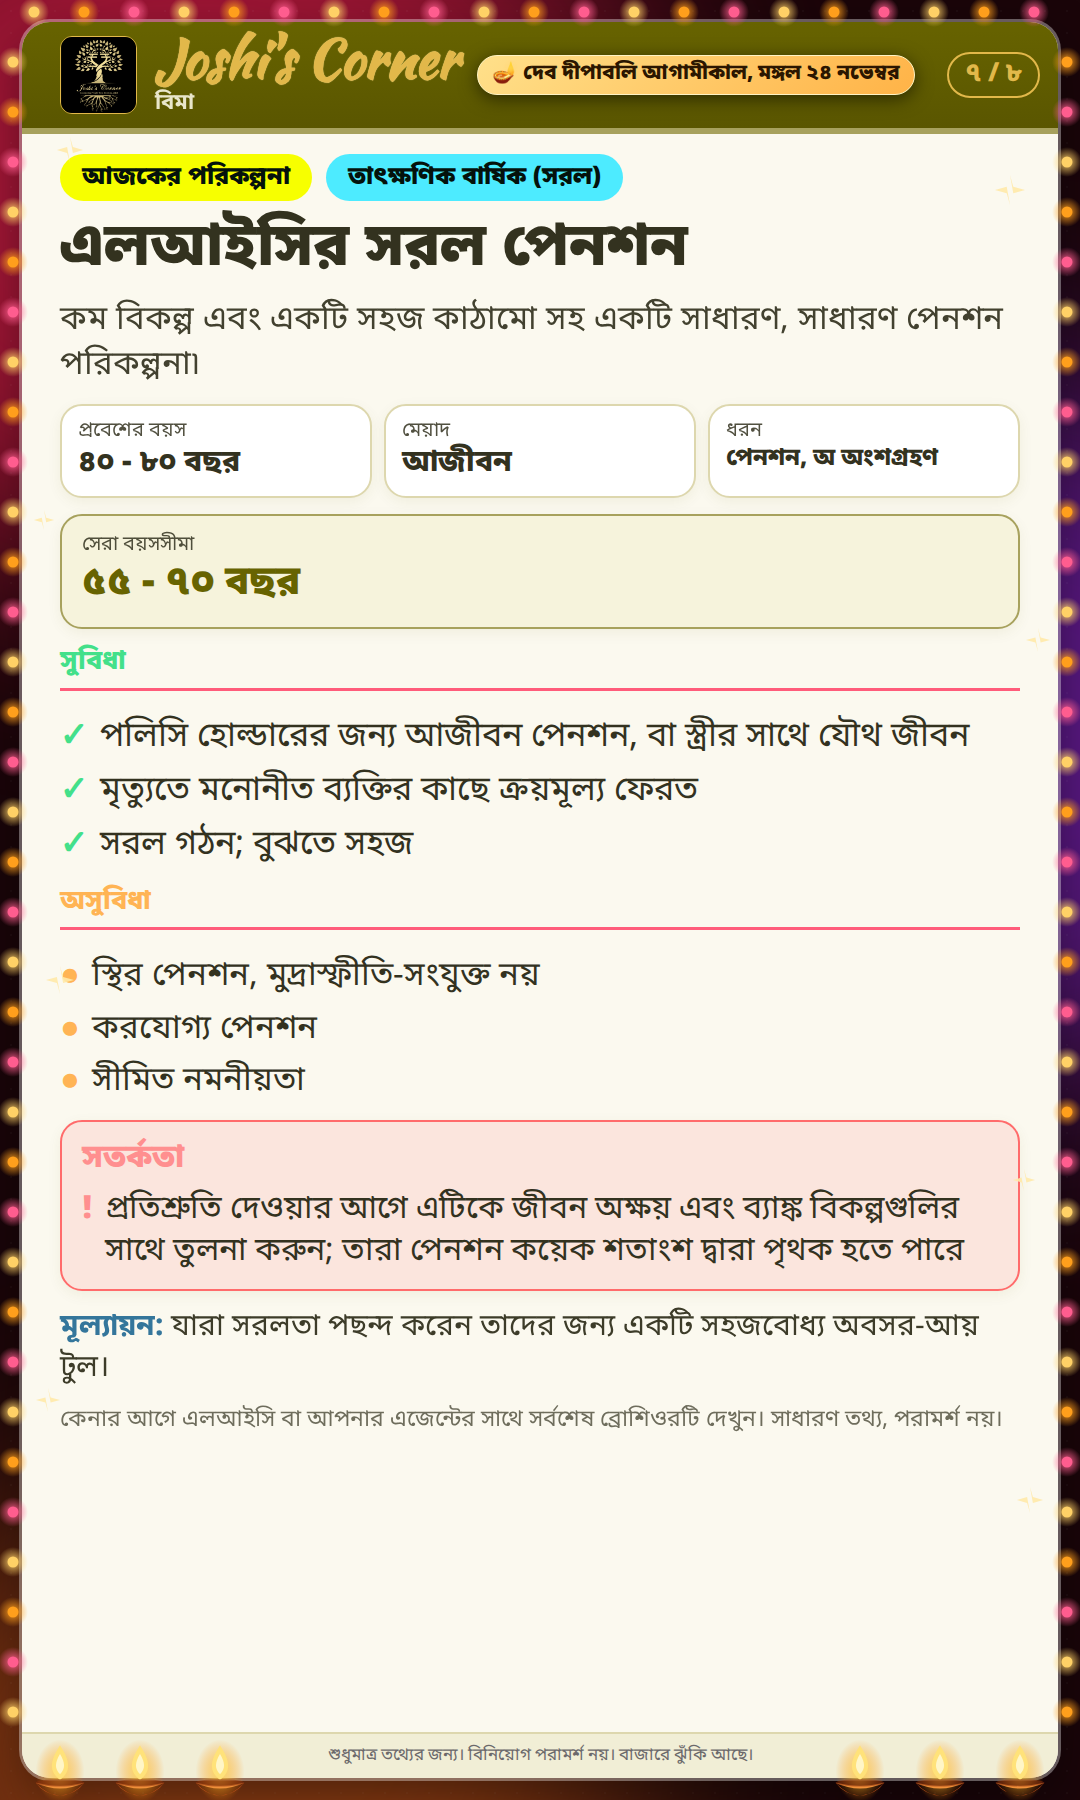 Joshi's Corner
বিমা
Joshi's Corner
দেব দীপাবলি আগামীকাল, মঙ্গল ২৪ নভেম্বর
৭ / ৮
আজকের পরিকল্পনা
তাৎক্ষণিক বার্ষিক (সরল)
এলআইসির সরল পেনশন
কম বিকল্প এবং একটি সহজ কাঠামো সহ একটি সাধারণ, সাধারণ পেনশন
পরিকল্পনা৷
প্রবেশের বয়স
৪০ - ৮০ বছর
মেয়াদ
আজীবন
ধরন
পেনশন, অ অংশগ্রহণ
সেরা বয়সসীমা
৫৫ - ৭০ বছর
সুবিধা
✓ পলিসি হোল্ডারের জন্য আজীবন পেনশন, বা স্ত্রীর সাথে যৌথ জীবন
✓ মৃত্যুতে মনোনীত ব্যক্তির কাছে ক্রয়মূল্য ফেরত
✓ সরল গঠন; বুঝতে সহজ
অসুবিধা
● স্থির পেনশন, মুদ্রাস্ফীতি-সংযুক্ত নয়
● করযোগ্য পেনশন
● সীমিত নমনীয়তা
সতর্কতা
! প্রতিশ্রুতি দেওয়ার আগে এটিকে জীবন অক্ষয় এবং ব্যাঙ্ক বিকল্পগুলির
সাথে তুলনা করুন; তারা পেনশন কয়েক শতাংশ দ্বারা পৃথক হতে পারে
মূল্যায়ন: যারা সরলতা পছন্দ করেন তাদের জন্য একটি সহজবোধ্য অবসর-আয়
টুল।
কেনার আগে এলআইসি বা আপনার এজেন্টের সাথে সর্বশেষ ব্রোশিওরটি দেখুন। সাধারণ তথ্য, পরামর্শ নয়।
শুধুমাত্র তথ্যের জন্য। বিনিয়োগ পরামর্শ নয়। বাজারে ঝুঁকি আছে।